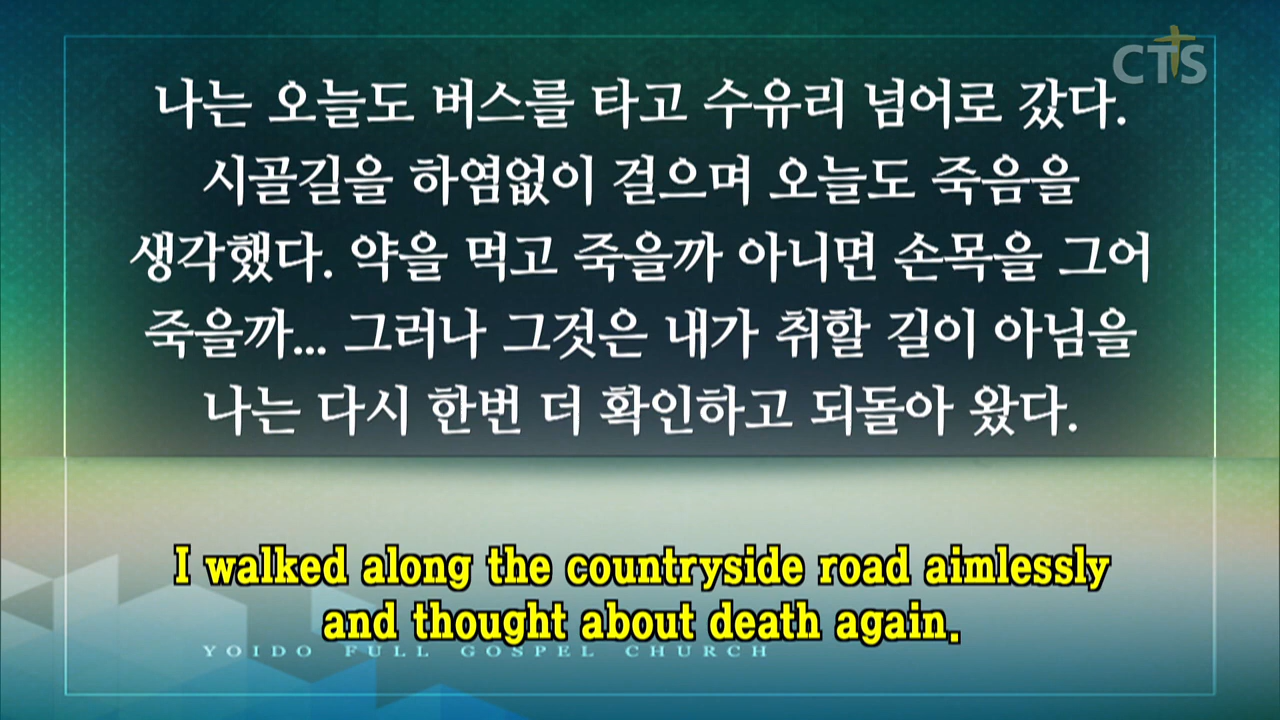 CTS
나는 오늘도 버스를 타고 수유리 넘어로 갔다.
시골길을 하염없이 걸으며 오늘도 죽음을
생각했다. 약을 먹고 죽을까 아니면 손목을 그어
죽을까... 그러나 그것은 내가 취할 길이 아님을
나는 다시 한번 더 확인하고 되돌아 왔다.
I walked along the countryside road aimlessly
and thought about death again.
YOIDO FULL GOSPEL CHURCH